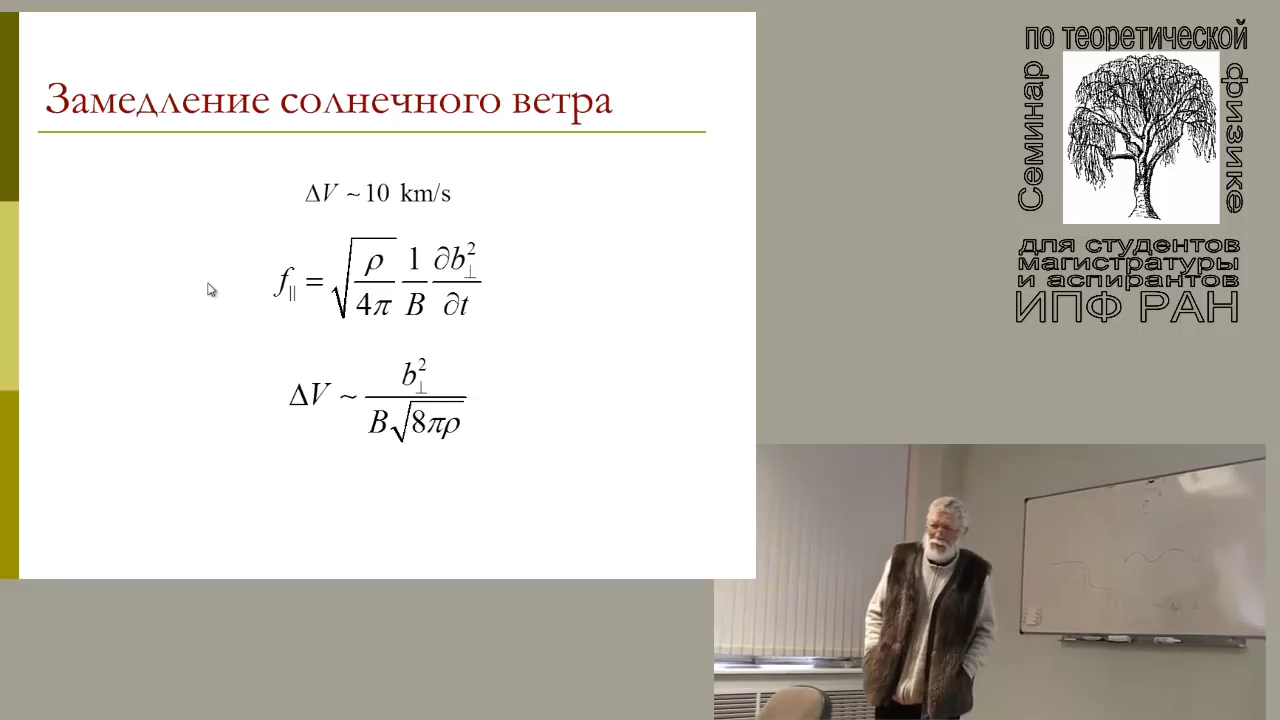 Замедление солнечного ветра
ΔV ~ 10 km/s
f_∥ = √(ρ/4π) 1/B ∂b_⊥^2/∂t
ΔV ~ b_⊥^2/(B√(8πρ))
Семинар
по теоретической
физике
для студентов
магистратуры
и аспирантов
ИПФ РАН